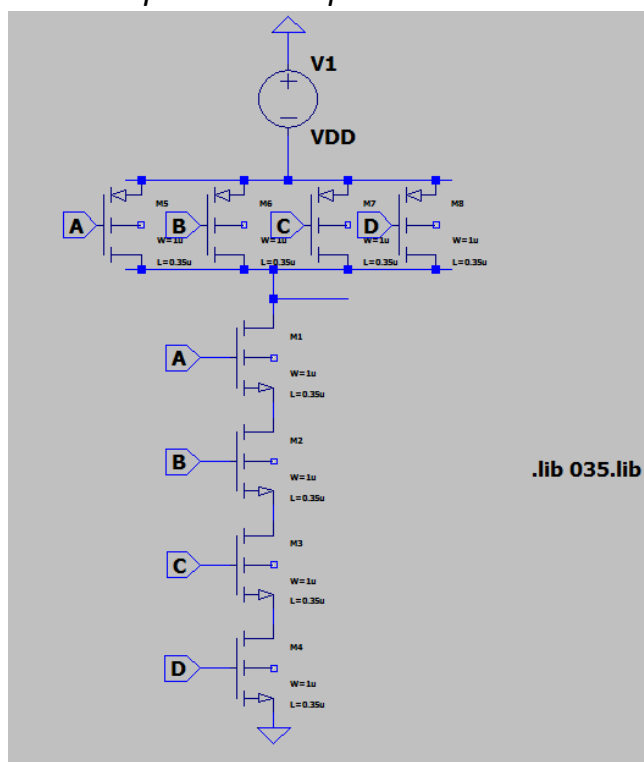 V1
VDD
M5 M6 M7 M8
A B C D
W=1u W=1u W=1u W=1u
L=0.35u L=0.35u L=0.35u L=0.35u
M1
A
W=1u
L=0.35u
M2
B
W=1u
L=0.35u
.lib 035.lib
M3
C
W=1u
L=0.35u
M4
D
W=1u
L=0.35u